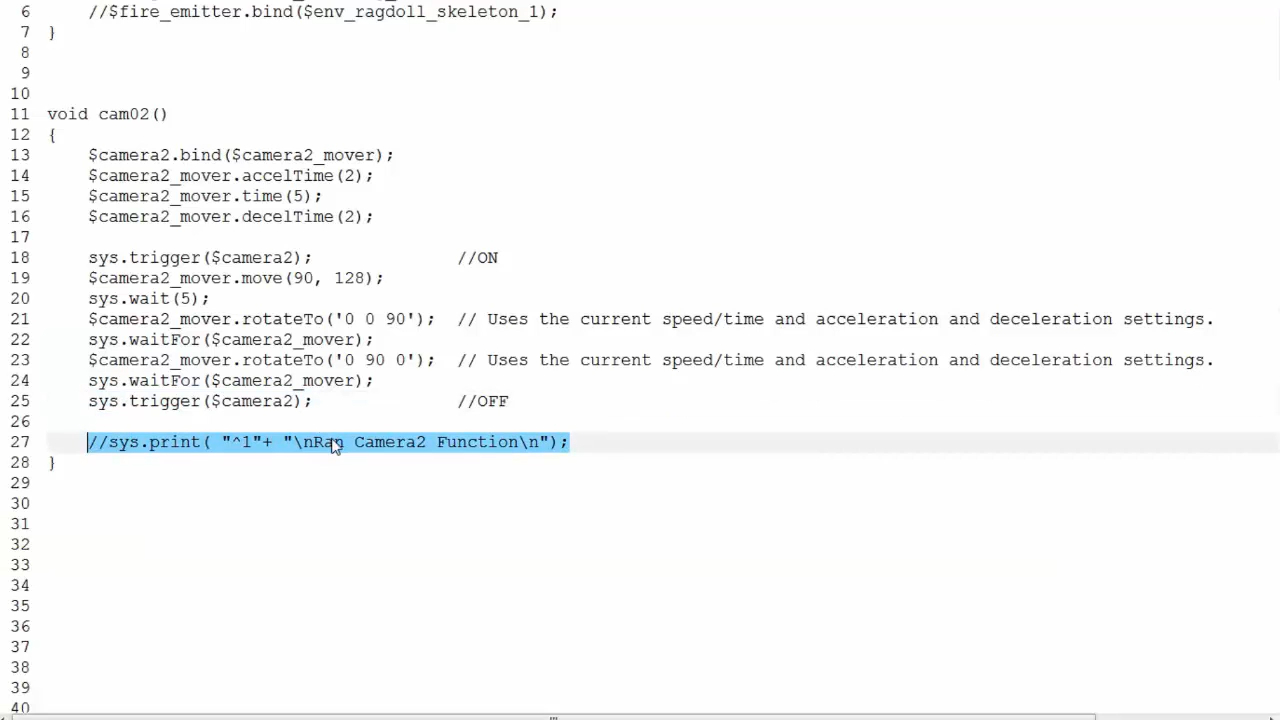 6 //$fire_emitter.bind($env_ragdoll_skeleton_1);
7 }
8
9
10
11 void cam02()
12 {
13 $camera2.bind($camera2_mover);
14 $camera2_mover.accelTime(2);
15 $camera2_mover.time(5);
16 $camera2_mover.decelTime(2);
17
18 sys.trigger($camera2); //ON
19 $camera2_mover.move(90, 128);
20 sys.wait(5);
21 $camera2_mover.rotateTo('0 0 90'); // Uses the current speed/time and acceleration and deceleration settings.
22 sys.waitFor($camera2_mover);
23 $camera2_mover.rotateTo('0 90 0'); // Uses the current speed/time and acceleration and deceleration settings.
24 sys.waitFor($camera2_mover);
25 sys.trigger($camera2); //OFF
26
27 //sys.print( "^1"+ "\nRan Camera2 Function\n");
28 }
29
30
31
32
33
34
35
36
37
38
39
40